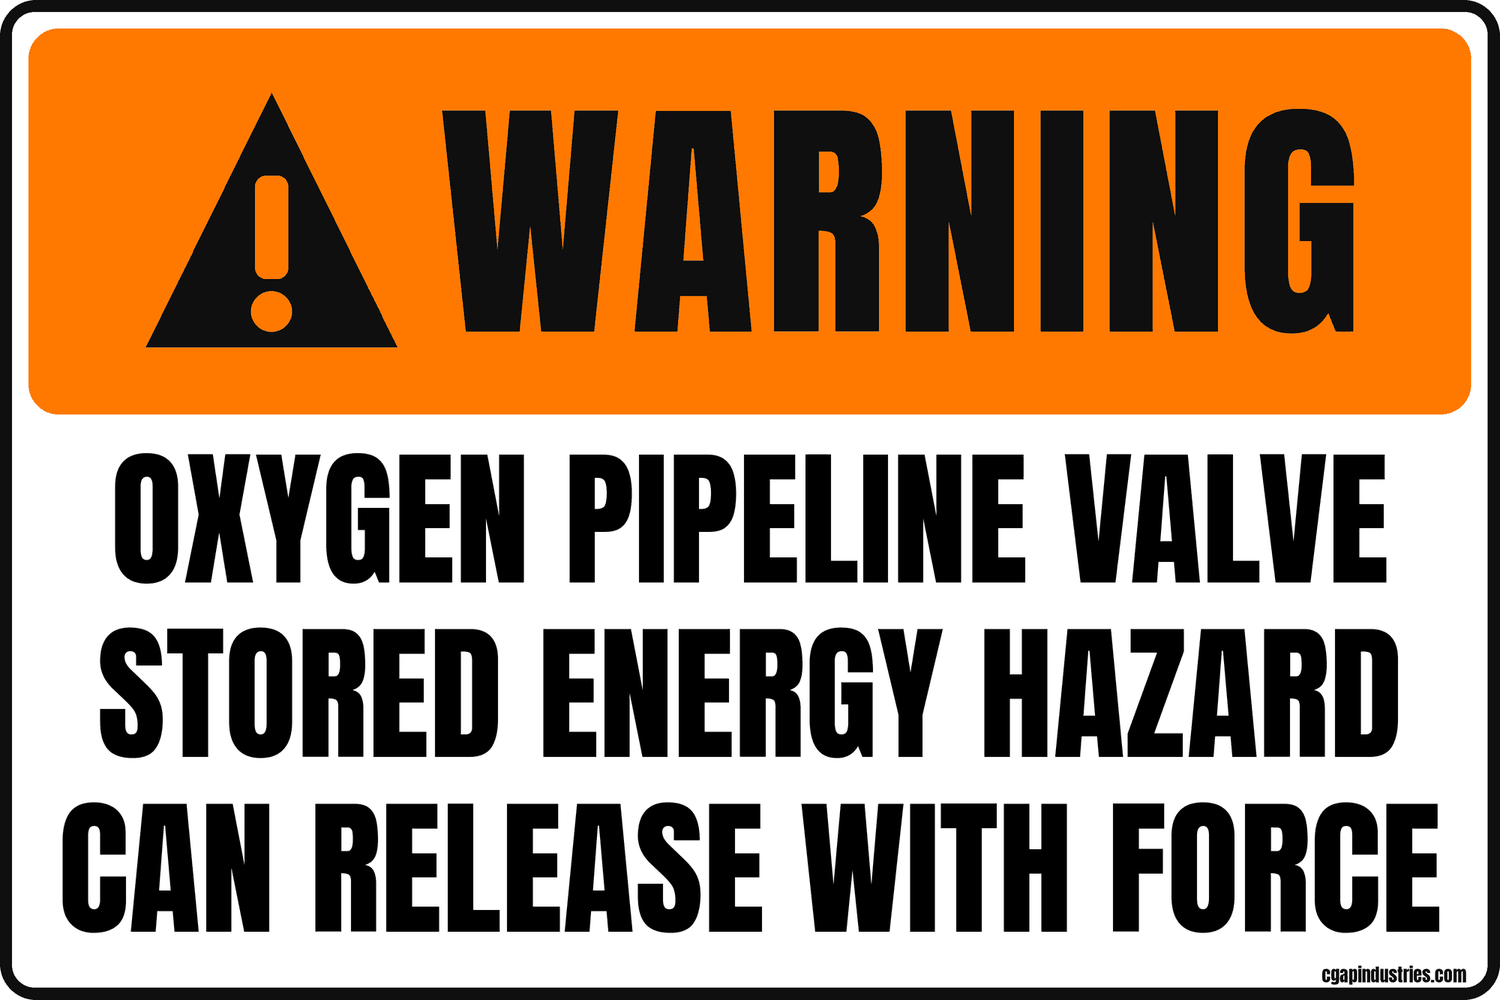 WARNING
OXYGEN PIPELINE VALVE
STORED ENERGY HAZARD
CAN RELEASE WITH FORCE
cgapindustries.com